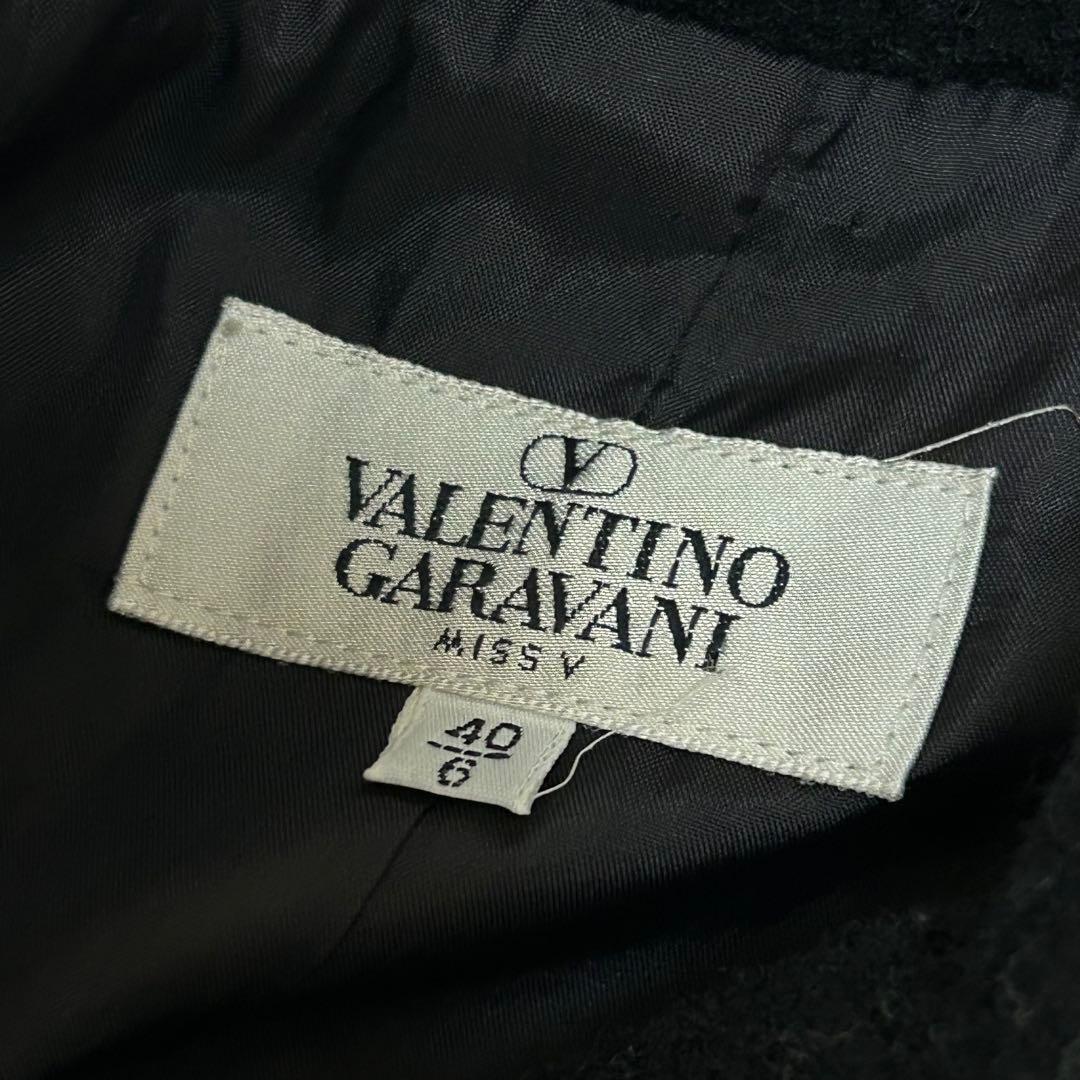 V
VALENTINO
GARAVANI
MISS V
40
6